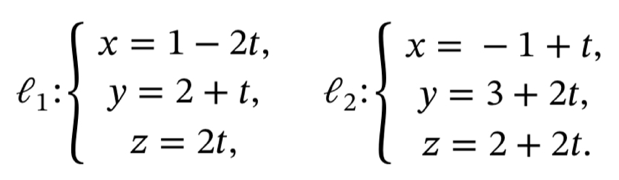 x = 1 − 2t, x = − 1 + t,
ℓ₁: y = 2 + t, ℓ₂: y = 3 + 2t,
z = 2t, z = 2 + 2t.